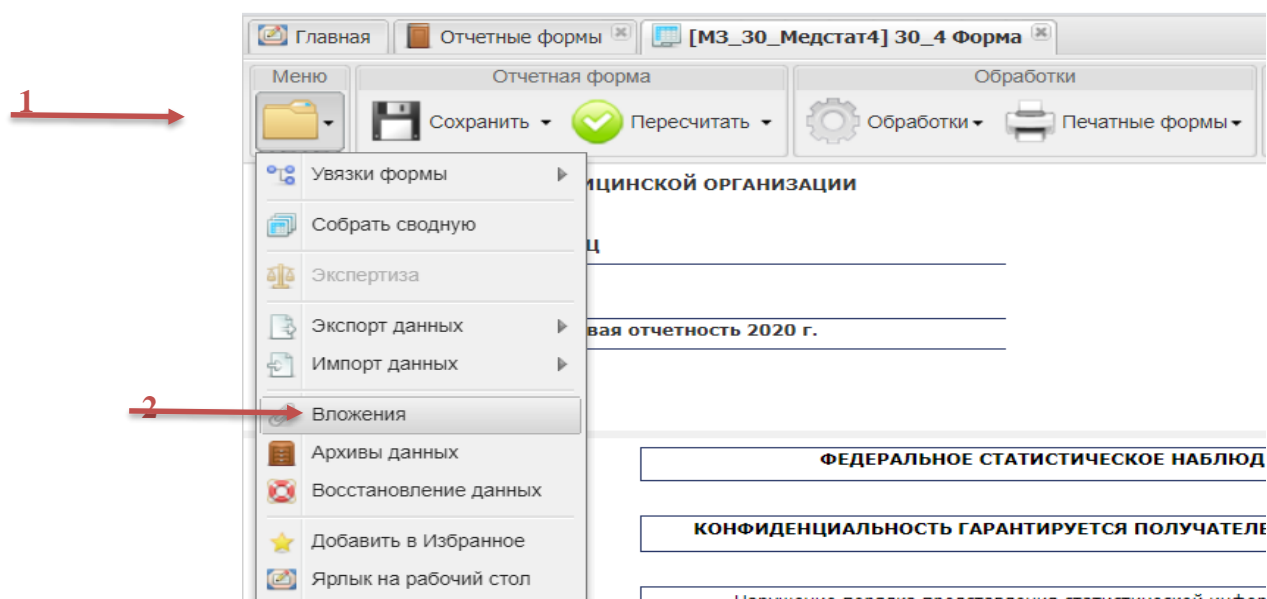 Главная Отчетные формы [МЗ_30_Медстат4] 30_4 Форма
Меню Отчетная форма Обработки
1
Сохранить Пересчитать Обработки Печатные формы
Увязки формы
ИЦИНСКОЙ ОРГАНИЗАЦИИ
Собрать сводную
Ц
Экспертиза
Экспорт данных
вая отчетность 2020 г.
Импорт данных
2
Вложения
Архивы данных
ФЕДЕРАЛЬНОЕ СТАТИСТИЧЕСКОЕ НАБЛЮД
Восстановление данных
КОНФИДЕНЦИАЛЬНОСТЬ ГАРАНТИРУЕТСЯ ПОЛУЧАТЕЛЕ
Добавить в Избранное
Ярлык на рабочий стол